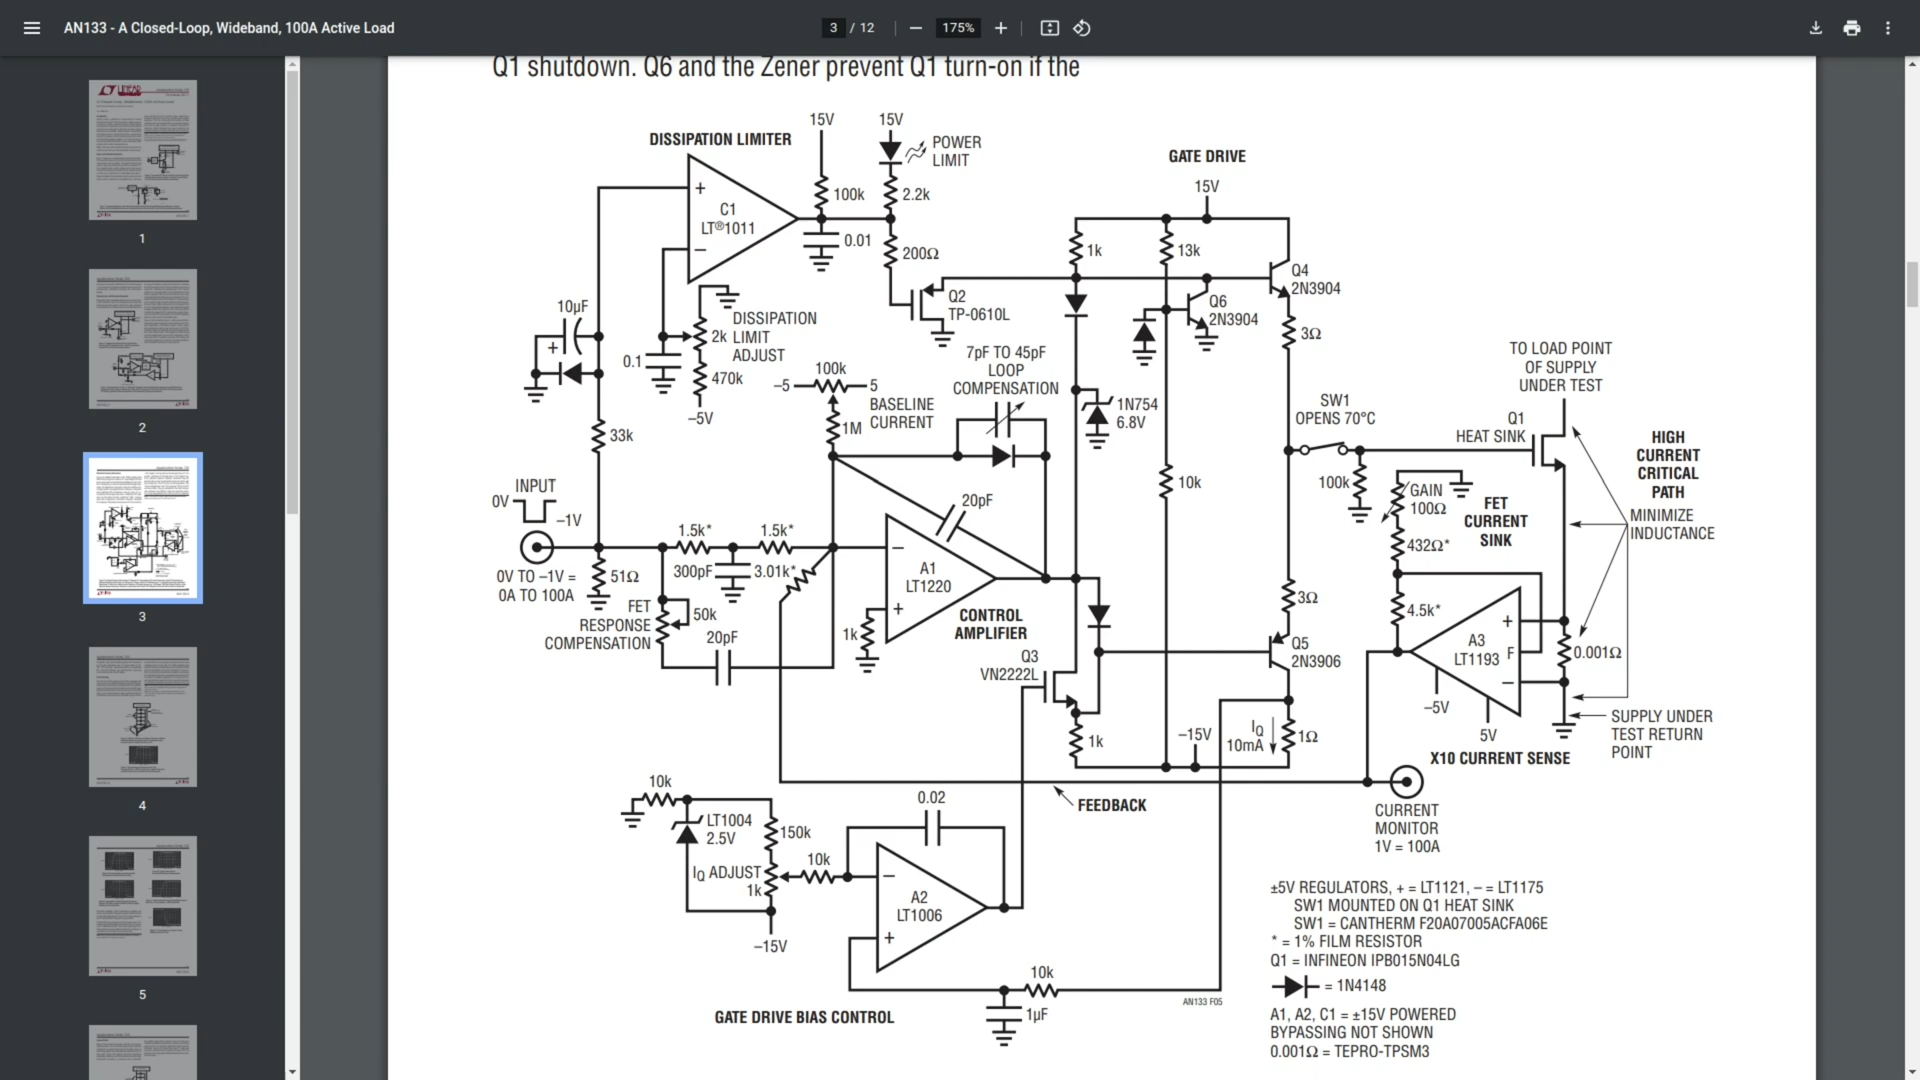 AN133 - A Closed-Loop, Wideband, 100A Active Load
3 / 12
175%
Q1 shutdown. Q6 and the Zener prevent Q1 turn-on if the
DISSIPATION LIMITER
15V
15V
POWER
LIMIT
100k
2.2k
C1
LT®1011
+
–
0.01
200Ω
Q2
TP-0610L
GATE DRIVE
15V
1k
13k
Q4
2N3904
Q6
2N3904
3Ω
10µF
+
0.1
DISSIPATION
2k LIMIT
ADJUST
470k
–5V
33k
100k
–5
5
BASELINE
CURRENT
1M
7pF TO 45pF
LOOP
COMPENSATION
1N754
6.8V
SW1
OPENS 70°C
TO LOAD POINT
OF SUPPLY
UNDER TEST
Q1
HEAT SINK
HIGH
CURRENT
CRITICAL
PATH
MINIMIZE
INDUCTANCE
10k
100k
GAIN
100Ω
FET
CURRENT
SINK
432Ω*
INPUT
0V
–1V
0V TO –1V =
0A TO 100A
51Ω
1.5k*
1.5k*
300pF
3.01k*
20pF
–
A1
LT1220
+
CONTROL
AMPLIFIER
FET
RESPONSE
COMPENSATION
50k
20pF
1k
3Ω
4.5k*
+
A3
LT1193
F
–
0.001Ω
–5V
5V
X10 CURRENT SENSE
SUPPLY UNDER
TEST RETURN
POINT
Q3
VN2222L
Q5
2N3906
1k
–15V
IQ
10mA
1Ω
FEEDBACK
CURRENT
MONITOR
1V = 100A
10k
LT1004
2.5V
150k
IQ ADJUST
1k
10k
–15V
0.02
–
A2
LT1006
+
10k
1µF
GATE DRIVE BIAS CONTROL
AN133 F05
±5V REGULATORS, + = LT1121, – = LT1175
SW1 MOUNTED ON Q1 HEAT SINK
SW1 = CANTHERM F20A07005ACFA06E
* = 1% FILM RESISTOR
Q1 = INFINEON IPB015N04LG
= 1N4148
A1, A2, C1 = ±15V POWERED
BYPASSING NOT SHOWN
0.001Ω = TEPRO-TPSM3
1
2
3
4
5